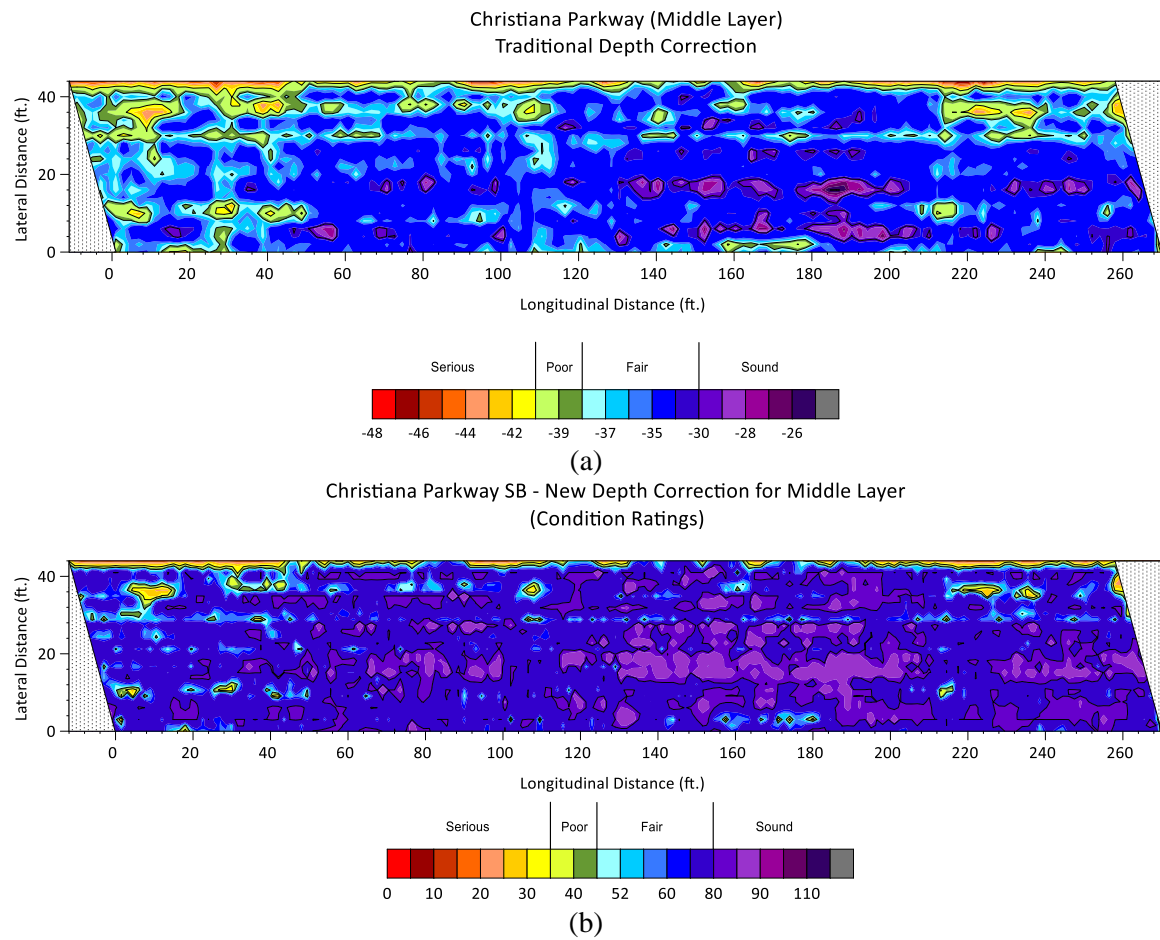 Christiana Parkway (Middle Layer)
Traditional Depth Correction
Lateral Distance (ft.)
40
20
0
0 20 40 60 80 100 120 140 160 180 200 220 240 260
Longitudinal Distance (ft.)
Serious Poor Fair Sound
-48 -46 -44 -42 -39 -37 -35 -30 -28 -26
(a)
Christiana Parkway SB - New Depth Correction for Middle Layer
(Condition Ratings)
Lateral Distance (ft.)
40
20
0
0 20 40 60 80 100 120 140 160 180 200 220 240 260
Longitudinal Distance (ft.)
Serious Poor Fair Sound
0 10 20 30 40 52 60 80 90 110
(b)